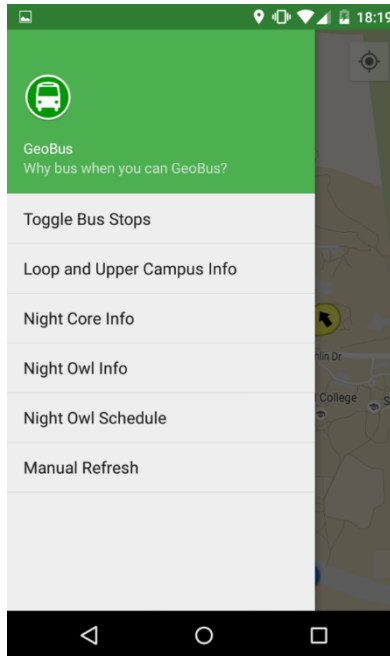 18:19
GeoBus
Why bus when you can GeoBus?
Toggle Bus Stops
Loop and Upper Campus Info
Night Core Info
Night Owl Info
Night Owl Schedule
Manual Refresh
hlin Dr
College
S